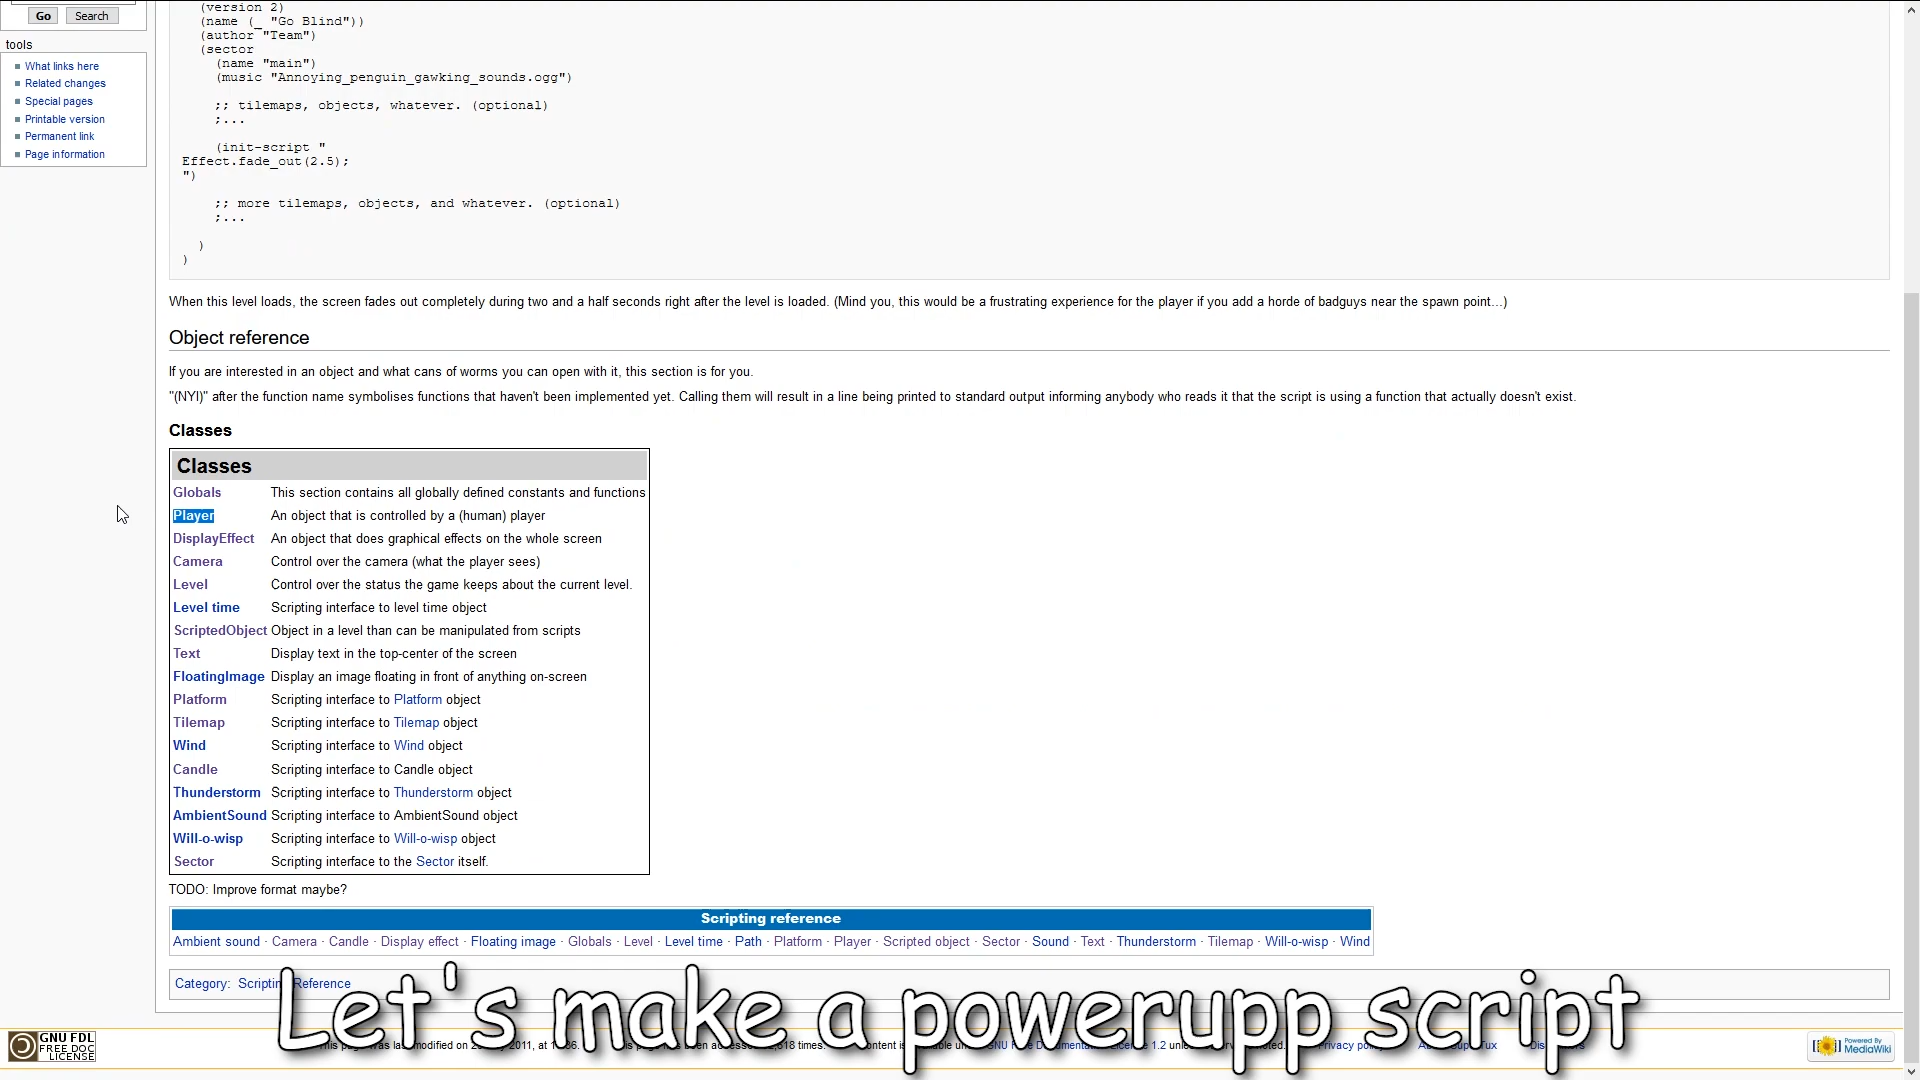 Go Search
tools
What links here
Related changes
Special pages
Printable version
Permanent link
Page information
(version 2)
(name (_ "Go Blind"))
(author "Team")
(sector
(name "main")
(music "Annoying_penguin_gawking_sounds.ogg")
;; tilemaps, objects, whatever. (optional)
;...
(init-script "
Effect.fade_out(2.5);
")
;; more tilemaps, objects, and whatever. (optional)
;...
)
)
When this level loads, the screen fades out completely during two and a half seconds right after the level is loaded. (Mind you, this would be a frustrating experience for the player if you add a horde of badguys near the spawn point...)
Object reference
If you are interested in an object and what cans of worms you can open with it, this section is for you.
"(NYI)" after the function name symbolises functions that haven't been implemented yet. Calling them will result in a line being printed to standard output informing anybody who reads it that the script is using a function that actually doesn't exist.
Classes
Classes
Globals This section contains all globally defined constants and functions
Player An object that is controlled by a (human) player
DisplayEffect An object that does graphical effects on the whole screen
Camera Control over the camera (what the player sees)
Level Control over the status the game keeps about the current level.
Level time Scripting interface to level time object
ScriptedObject Object in a level than can be manipulated from scripts
Text Display text in the top-center of the screen
FloatingImage Display an image floating in front of anything on-screen
Platform Scripting interface to Platform object
Tilemap Scripting interface to Tilemap object
Wind Scripting interface to Wind object
Candle Scripting interface to Candle object
Thunderstorm Scripting interface to Thunderstorm object
AmbientSound Scripting interface to AmbientSound object
Will-o-wisp Scripting interface to Will-o-wisp object
Sector Scripting interface to the Sector itself.
TODO: Improve format maybe?
Scripting reference
Ambient sound · Camera · Candle · Display effect · Floating image · Globals · Level · Level time · Path · Platform · Player · Scripted object · Sector · Sound · Text · Thunderstorm · Tilemap · Will-o-wisp · Wind
Category: Scripting Reference
Let's make a powerupp script
GNU FDL
FREE DOC
LICENSE
modified on 2011, at
times.
1.2
Powered By
MediaWiki